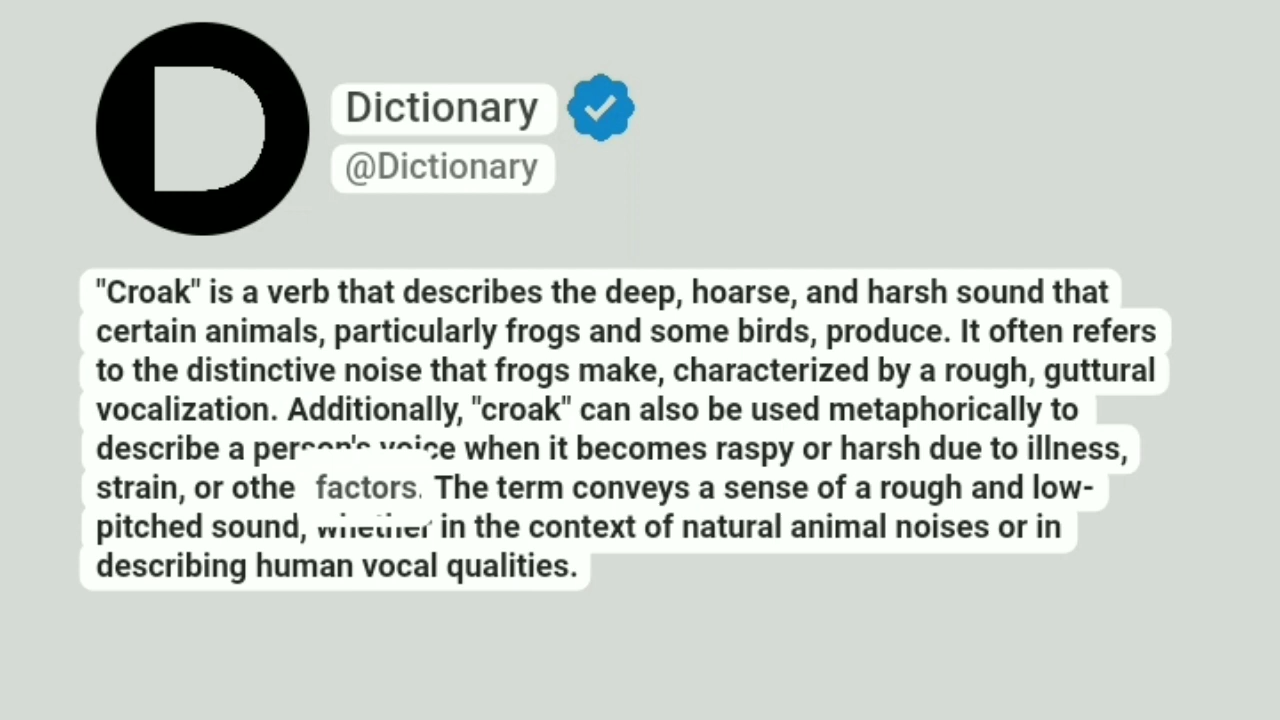 D
Dictionary
@Dictionary
"Croak" is a verb that describes the deep, hoarse, and harsh sound that
certain animals, particularly frogs and some birds, produce. It often refers
to the distinctive noise that frogs make, characterized by a rough, guttural
vocalization. Additionally, "croak" can also be used metaphorically to
describe a person's voice when it becomes raspy or harsh due to illness,
strain, or othe factors. The term conveys a sense of a rough and low-
pitched sound, whether in the context of natural animal noises or in
describing human vocal qualities.